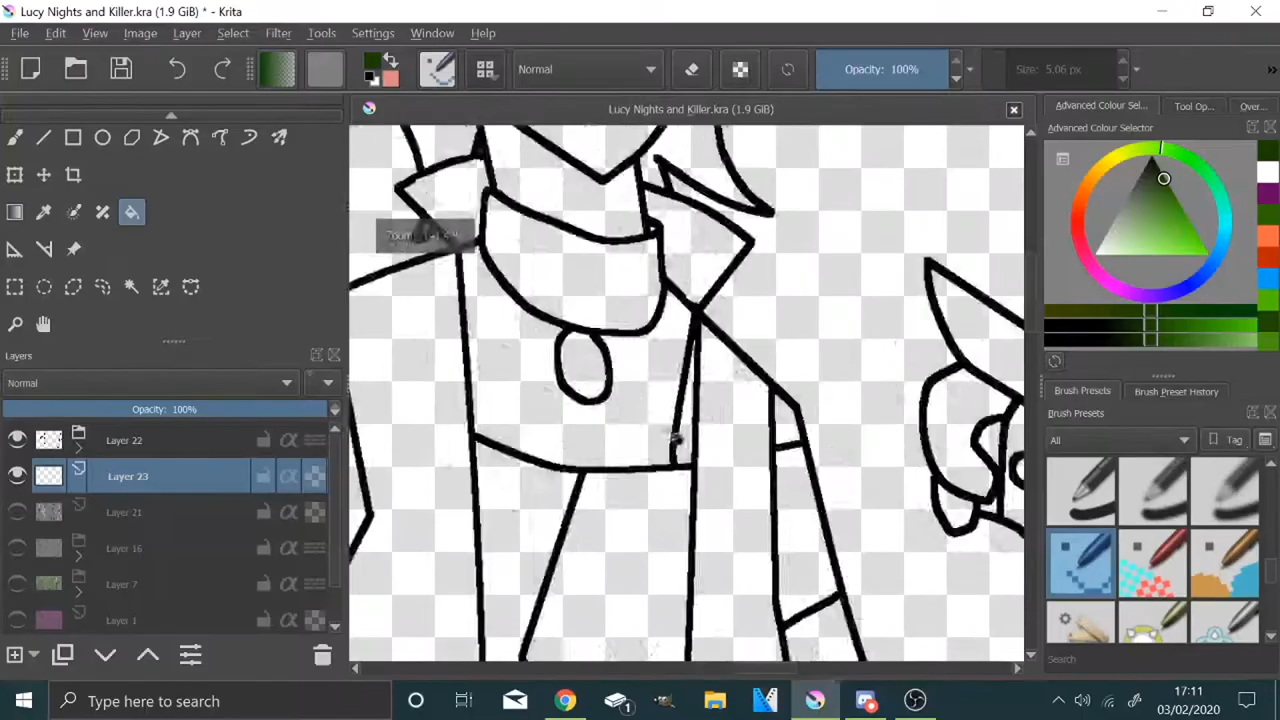 Lucy Nights and Killer.kra (1.9 GiB) * - Krita
File Edit View Image Layer Select Filter Tools Settings Window Help
Normal
Opacity: 100%
Size: 5.06 px
Lucy Nights and Killer.kra (1.9 GiB)
Advanced Colour Sel...
Tool Op...
Over...
Advanced Colour Selector
Layers
Normal
Opacity: 100%
Layer 22
Layer 23
Layer 21
Layer 16
Layer 7
Layer 1
Brush Presets
Brush Preset History
Brush Presets
All
Tag
Search
Type here to search
1
17:11
03/02/2020